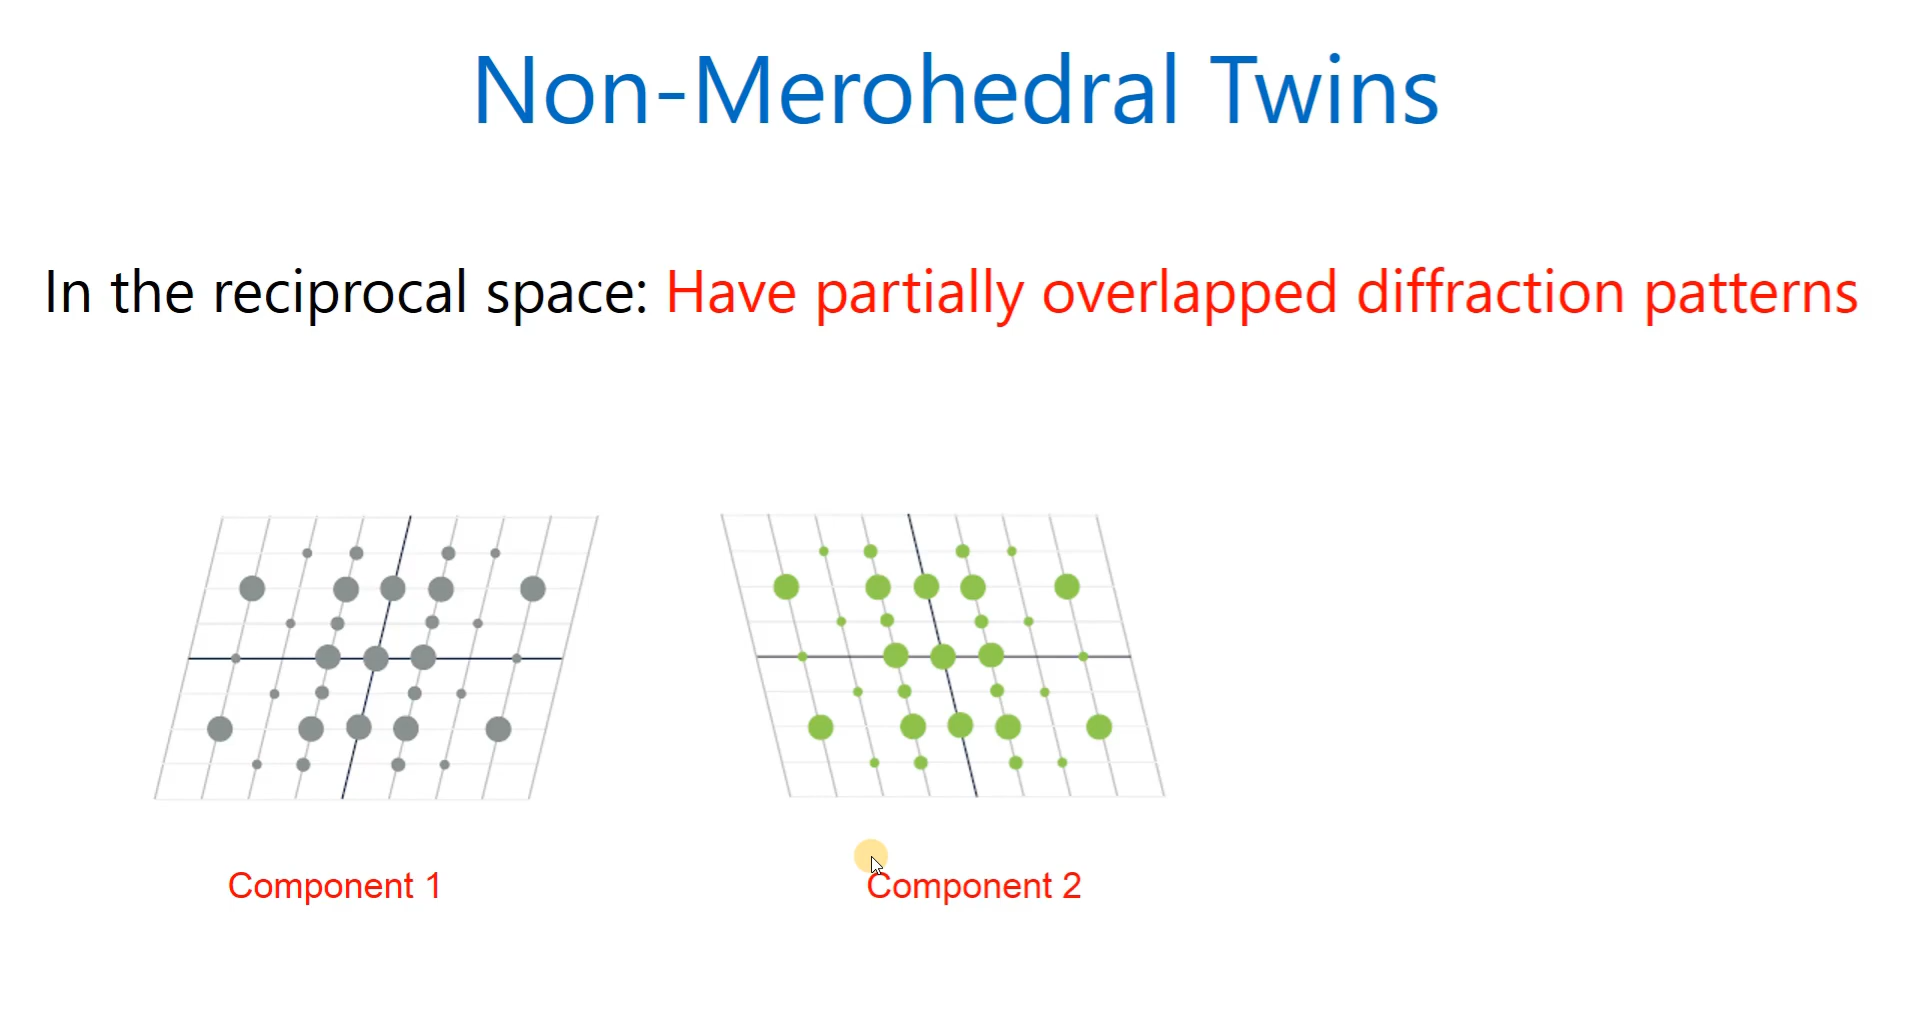 Non-Merohedral Twins
In the reciprocal space: Have partially overlapped diffraction patterns
Component 1
Component 2